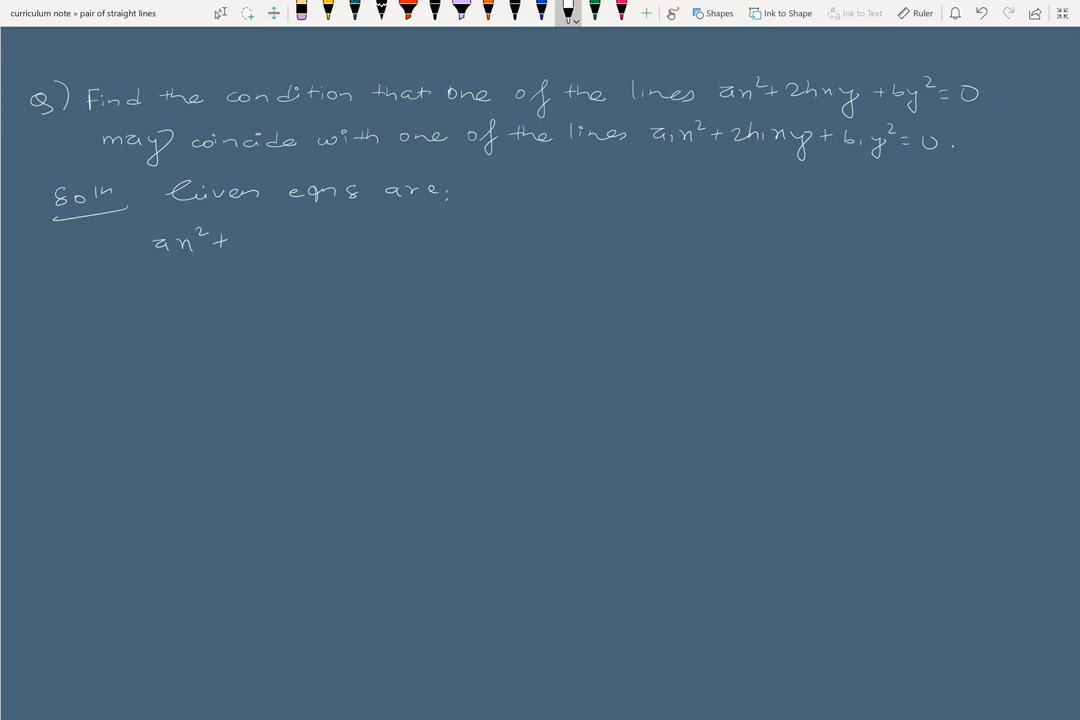 curriculum note » pair of straight lines
Shapes Ink to Shape Ink to Text Ruler
Q) Find the condition that one of the lines ax²+2hxy+by²=0
may coincide with one of the lines a₁x²+2h₁xy+b₁y²=0.
Soln Given eqns are:
ax²+